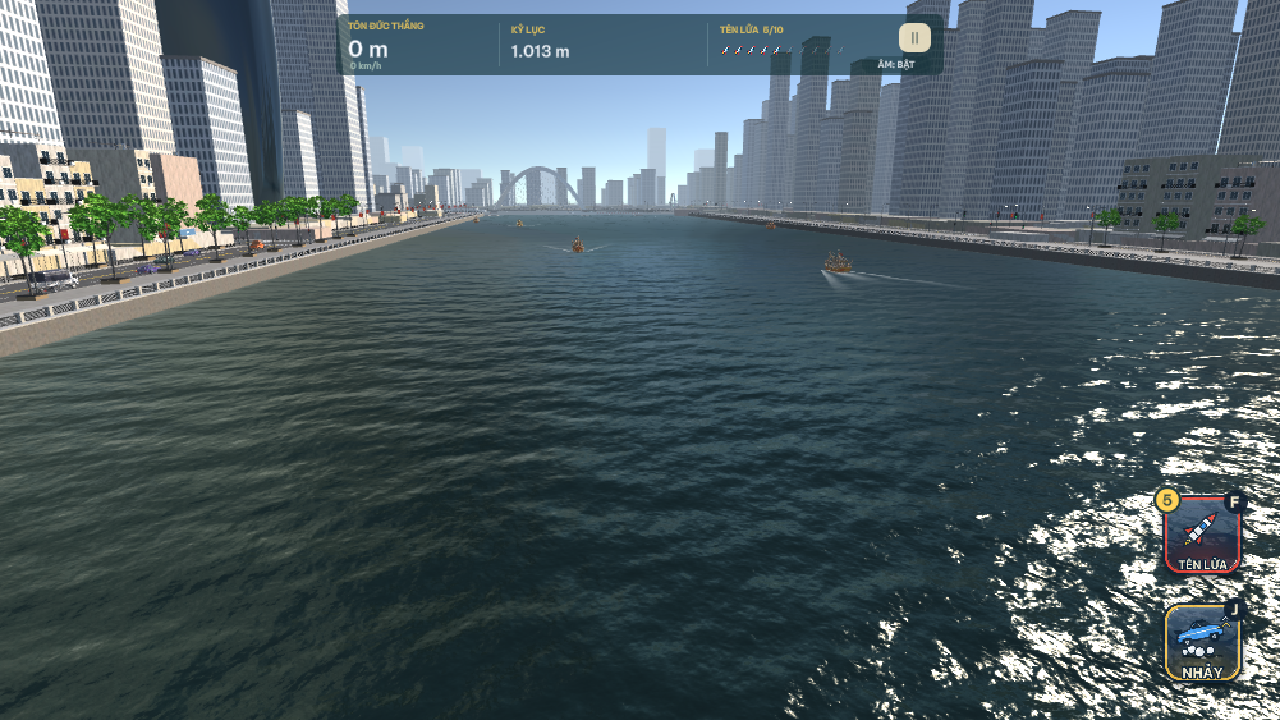 TÔN ĐỨC THẮNG
0 m
0 km/h
KỶ LỤC
1.013 m
TÊN LỬA 5/10
ÂM: BẬT
5
F
TÊN LỬA
J
NHẢY